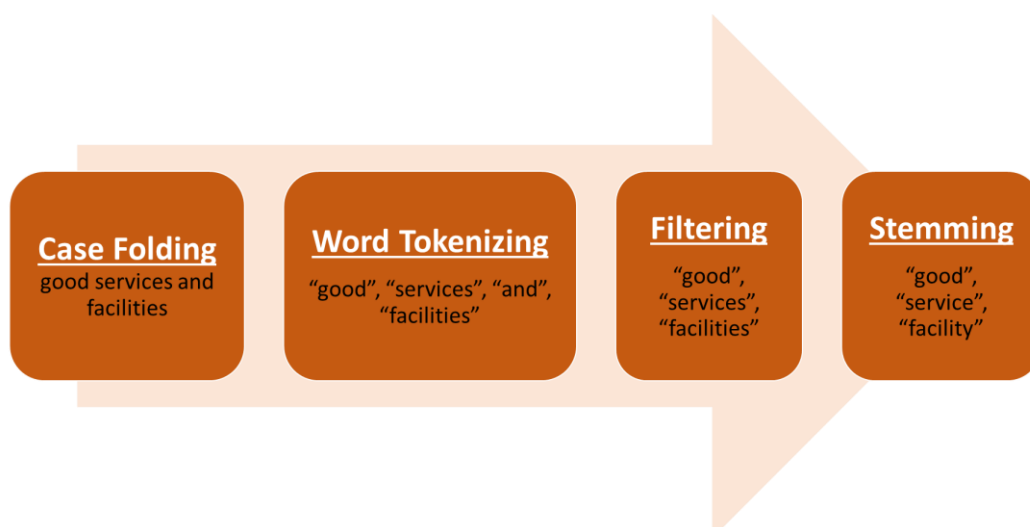 Case Folding
good services and
facilities
Word Tokenizing
“good”, “services”, “and”,
“facilities”
Filtering
“good”,
“services”,
“facilities”
Stemming
“good”,
“service”,
“facility”